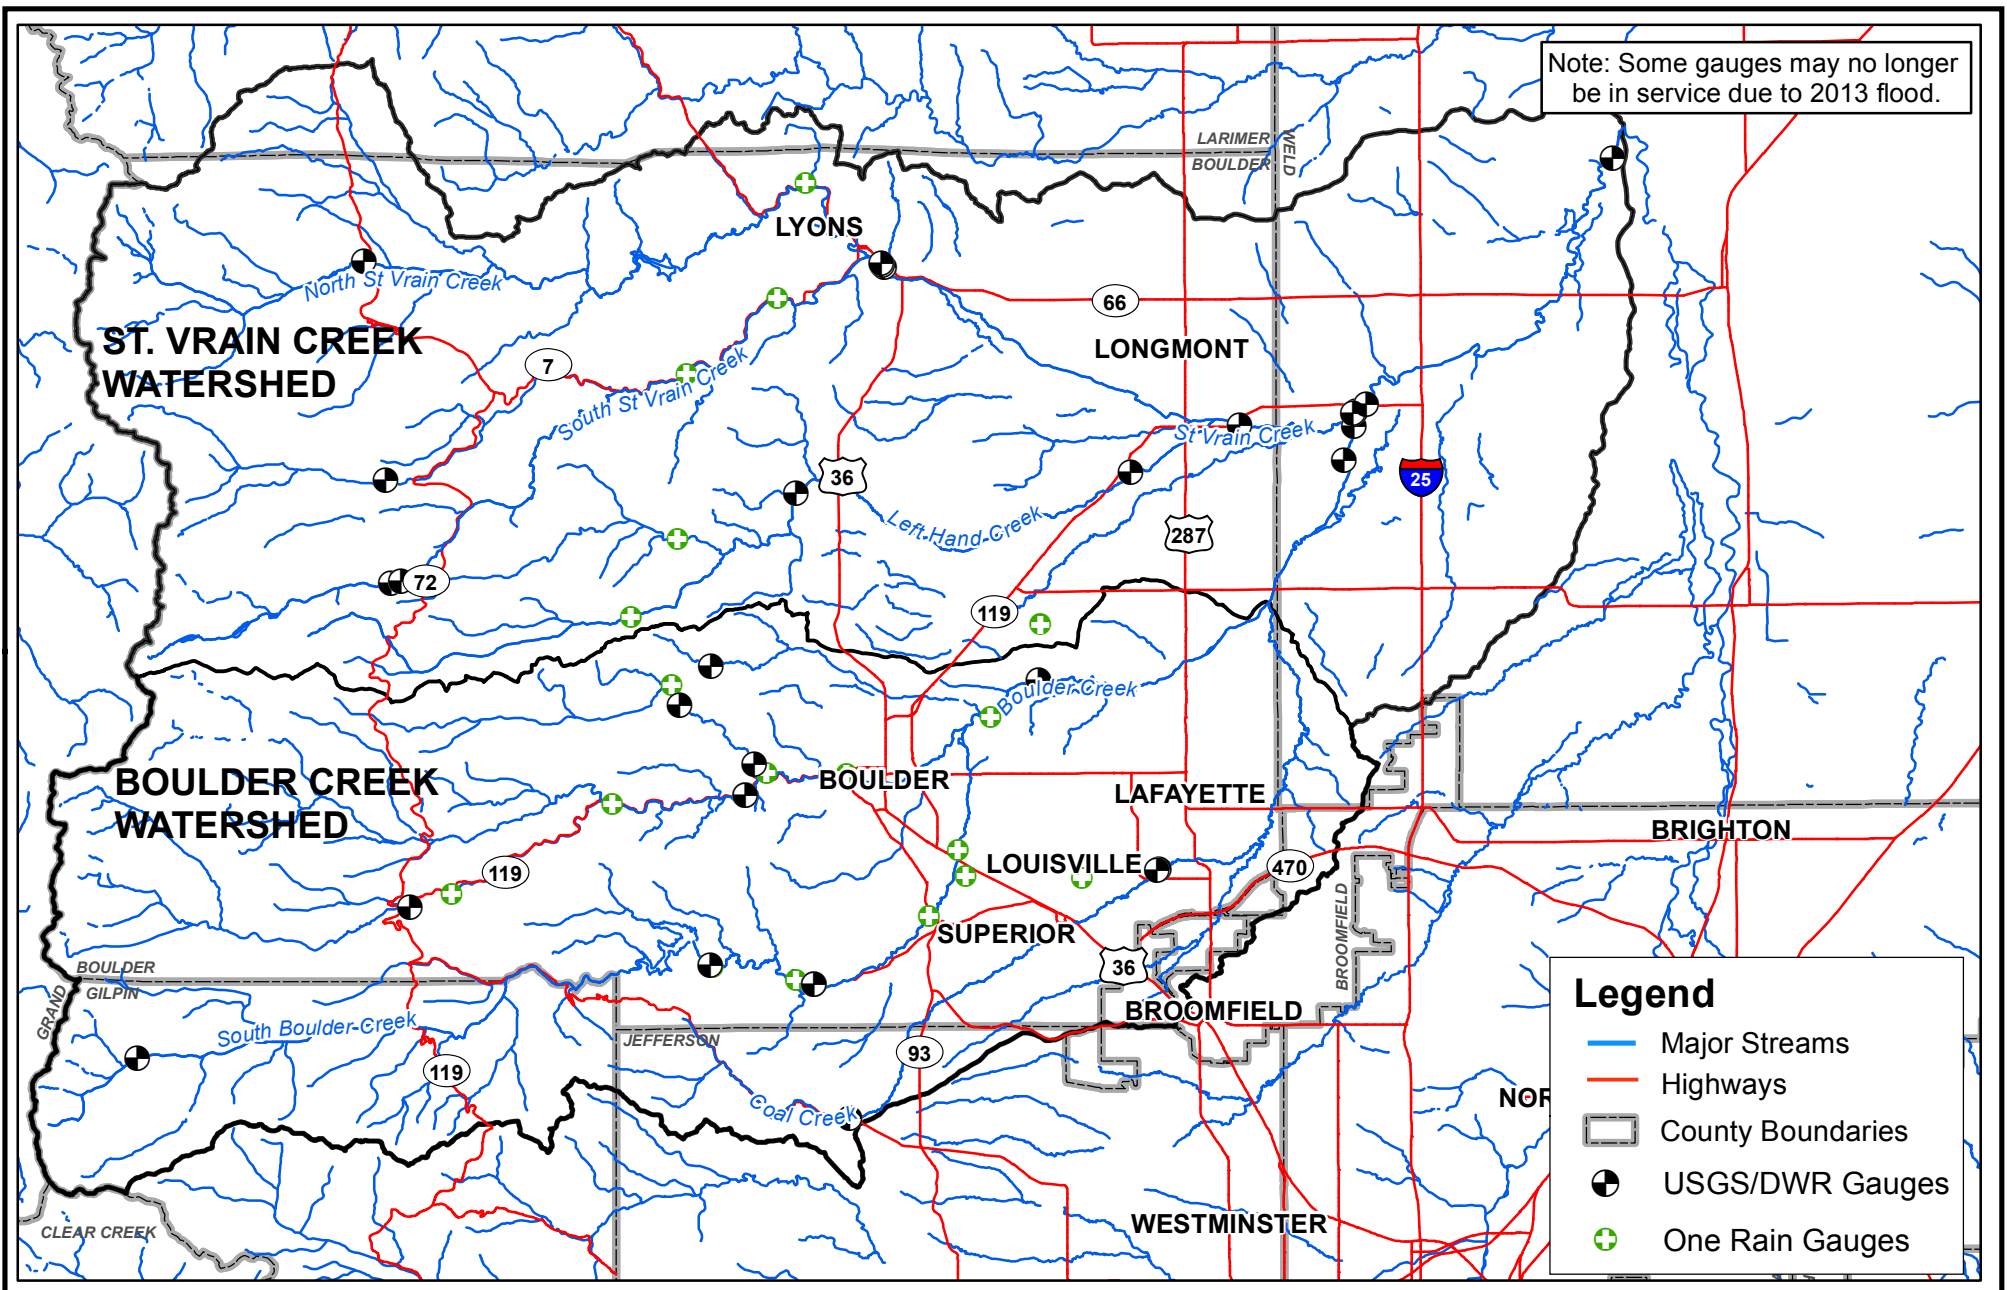 Note: Some gauges may no longer
be in service due to 2013 flood.
LARIMER
BOULDER
WELD
LYONS
North St Vrain Creek
66
ST. VRAIN CREEK
WATERSHED
7
LONGMONT
South St Vrain Creek
St Vrain Creek
36
25
Left Hand Creek
287
72
119
Boulder Creek
BOULDER CREEK
WATERSHED
BOULDER
LAFAYETTE
BRIGHTON
119
LOUISVILLE
470
BROOMFIELD
SUPERIOR
36
BOULDER
GILPIN
GRAND
BROOMFIELD
South Boulder Creek
JEFFERSON
93
119
Coal Creek
NOR
WESTMINSTER
CLEAR CREEK
Legend
Major Streams
Highways
County Boundaries
USGS/DWR Gauges
One Rain Gauges